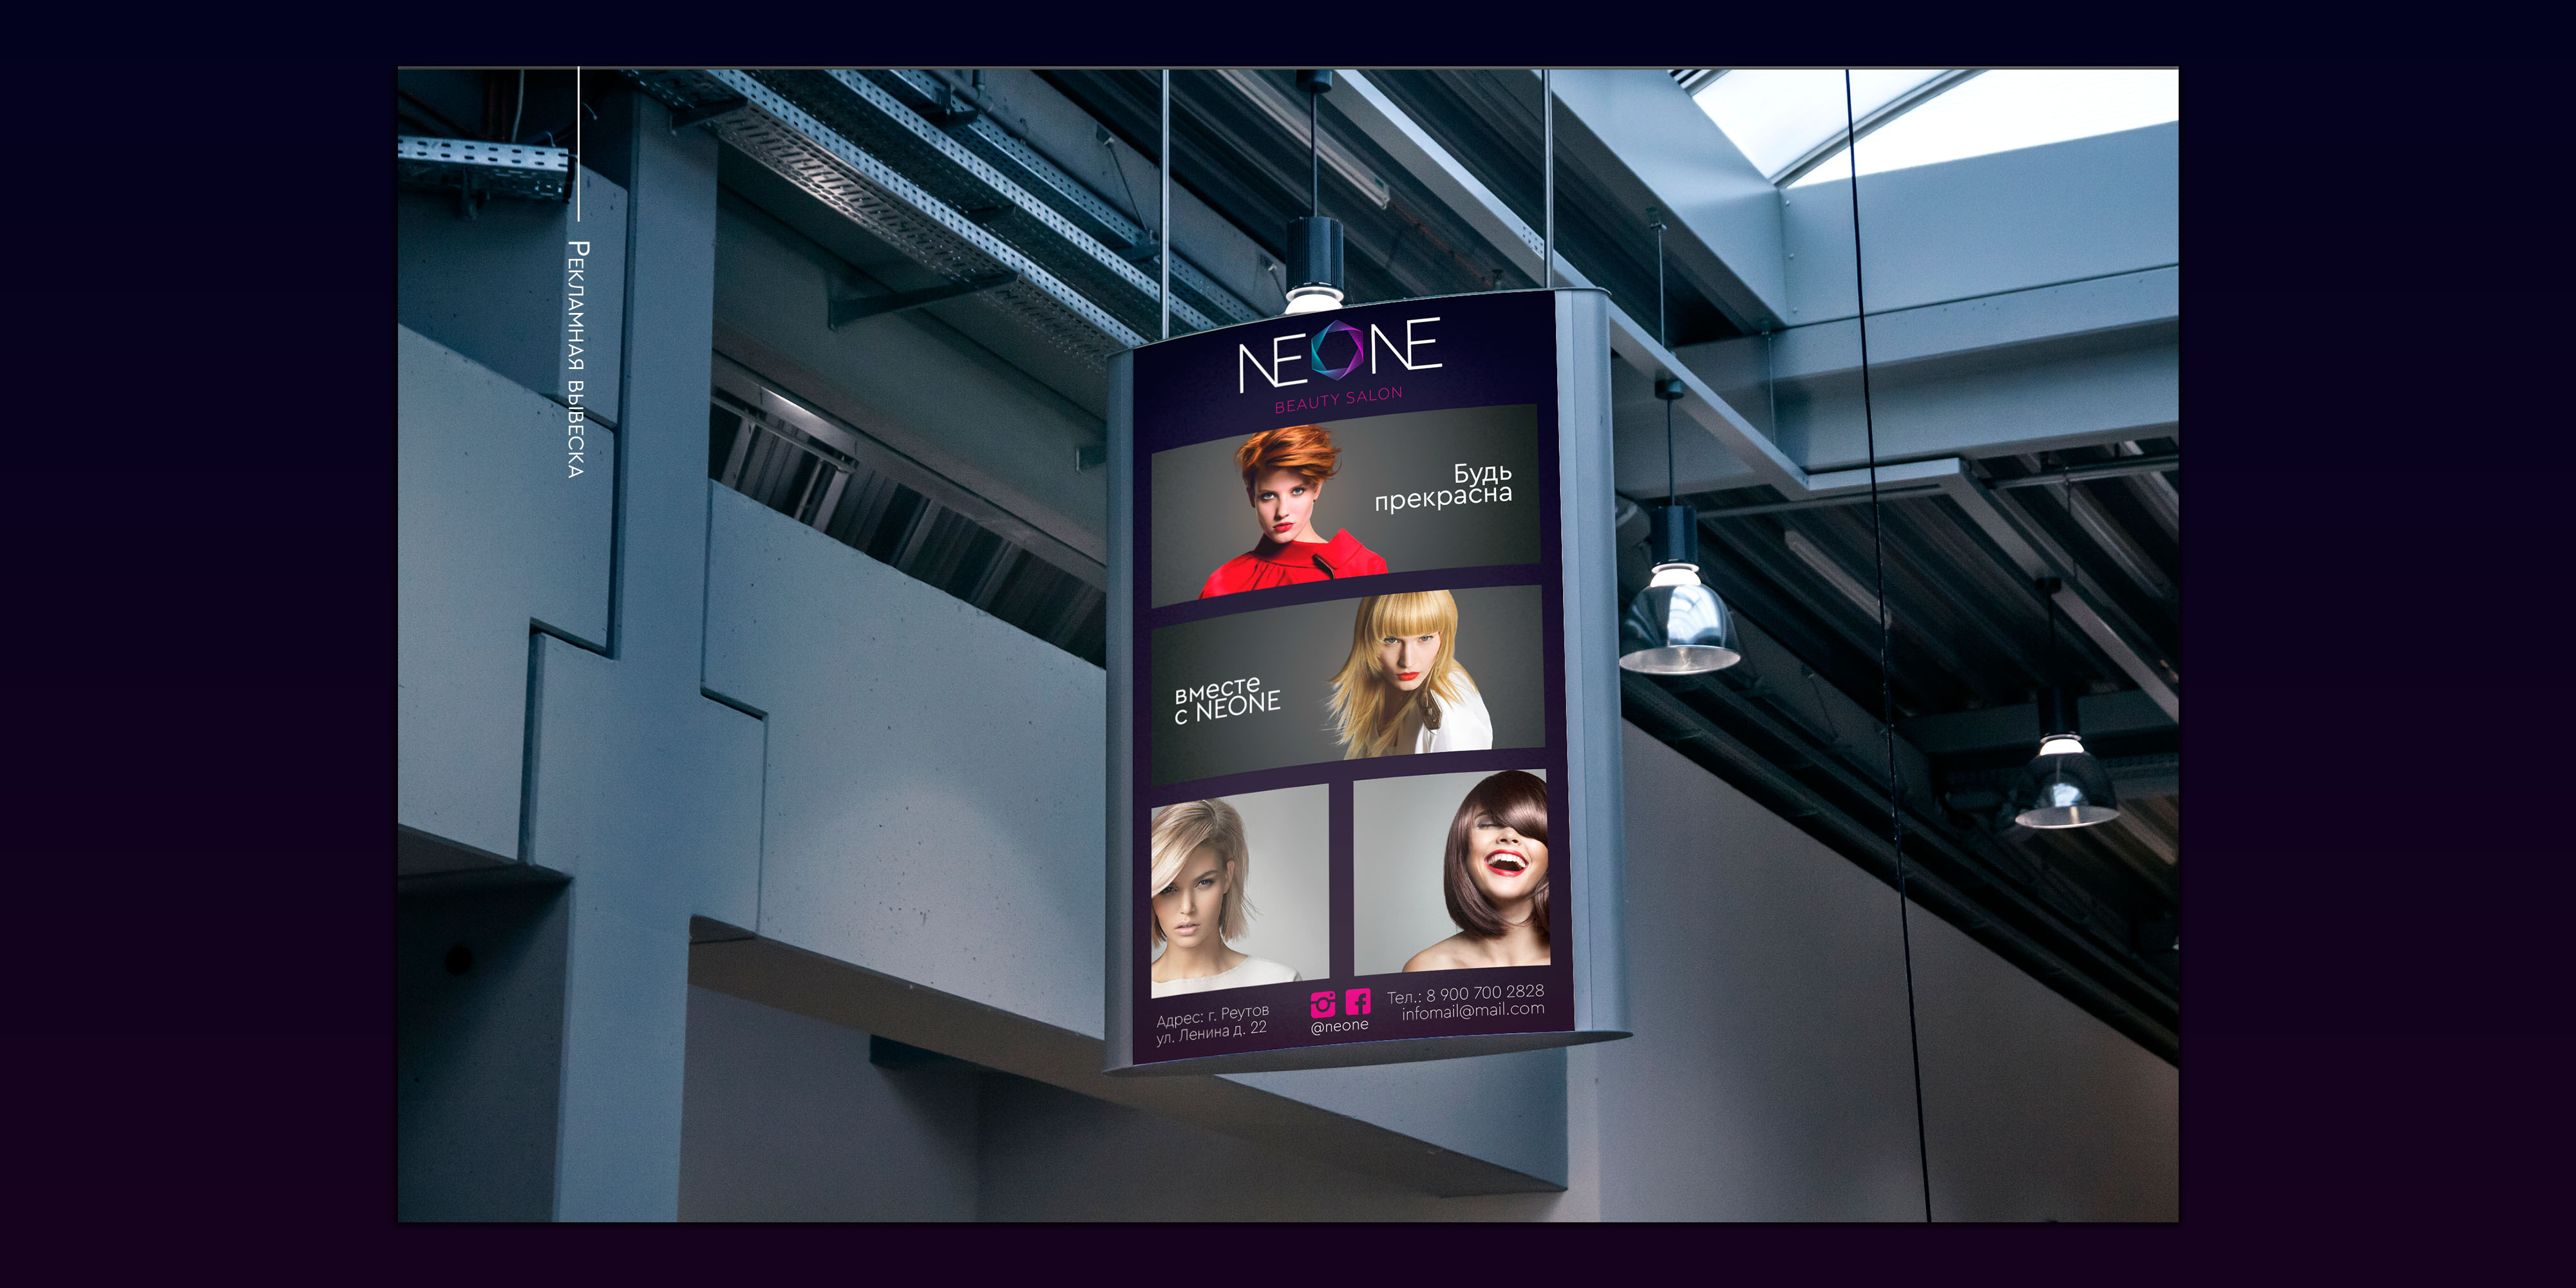 Рекламная вывеска
NEONE
BEAUTY SALON
Будь
прекрасна
вместе
с NEONE
Адрес: г. Реутов
ул. Ленина д. 22
@neone
Тел.: 8 900 700 2828
infomail@mail.com